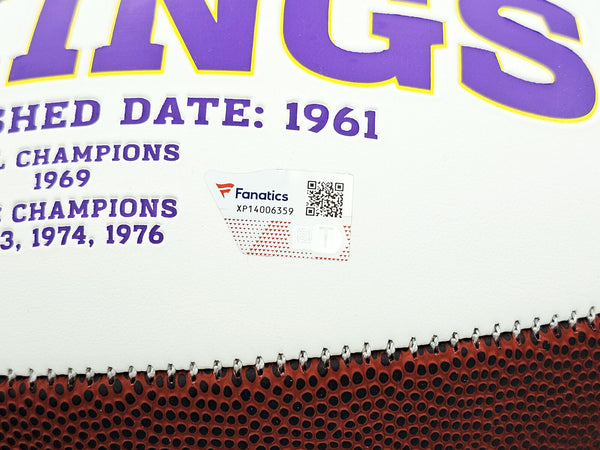 INGS
SHED DATE: 1961
CHAMPIONS
1969
CHAMPIONS
3, 1974, 1976
Fanatics
XP14006359